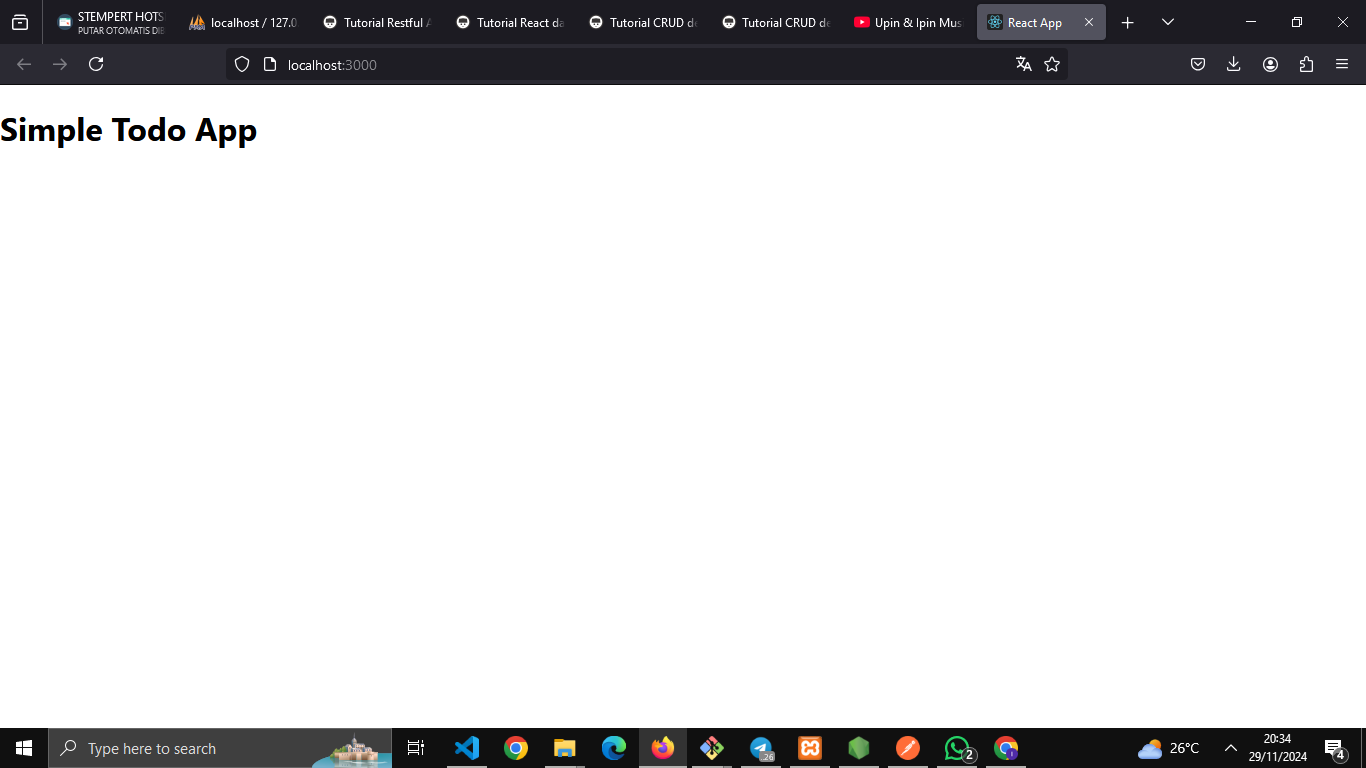 STEMPERT HOTS
PUTAR OTOMATIS DIB
localhost / 127.0.
Tutorial Restful A
Tutorial React da
Tutorial CRUD de
Tutorial CRUD de
Upin & Ipin Mus
React App
localhost:3000
Simple Todo App
Type here to search
.26
2
26°C
20:34
29/11/2024
4